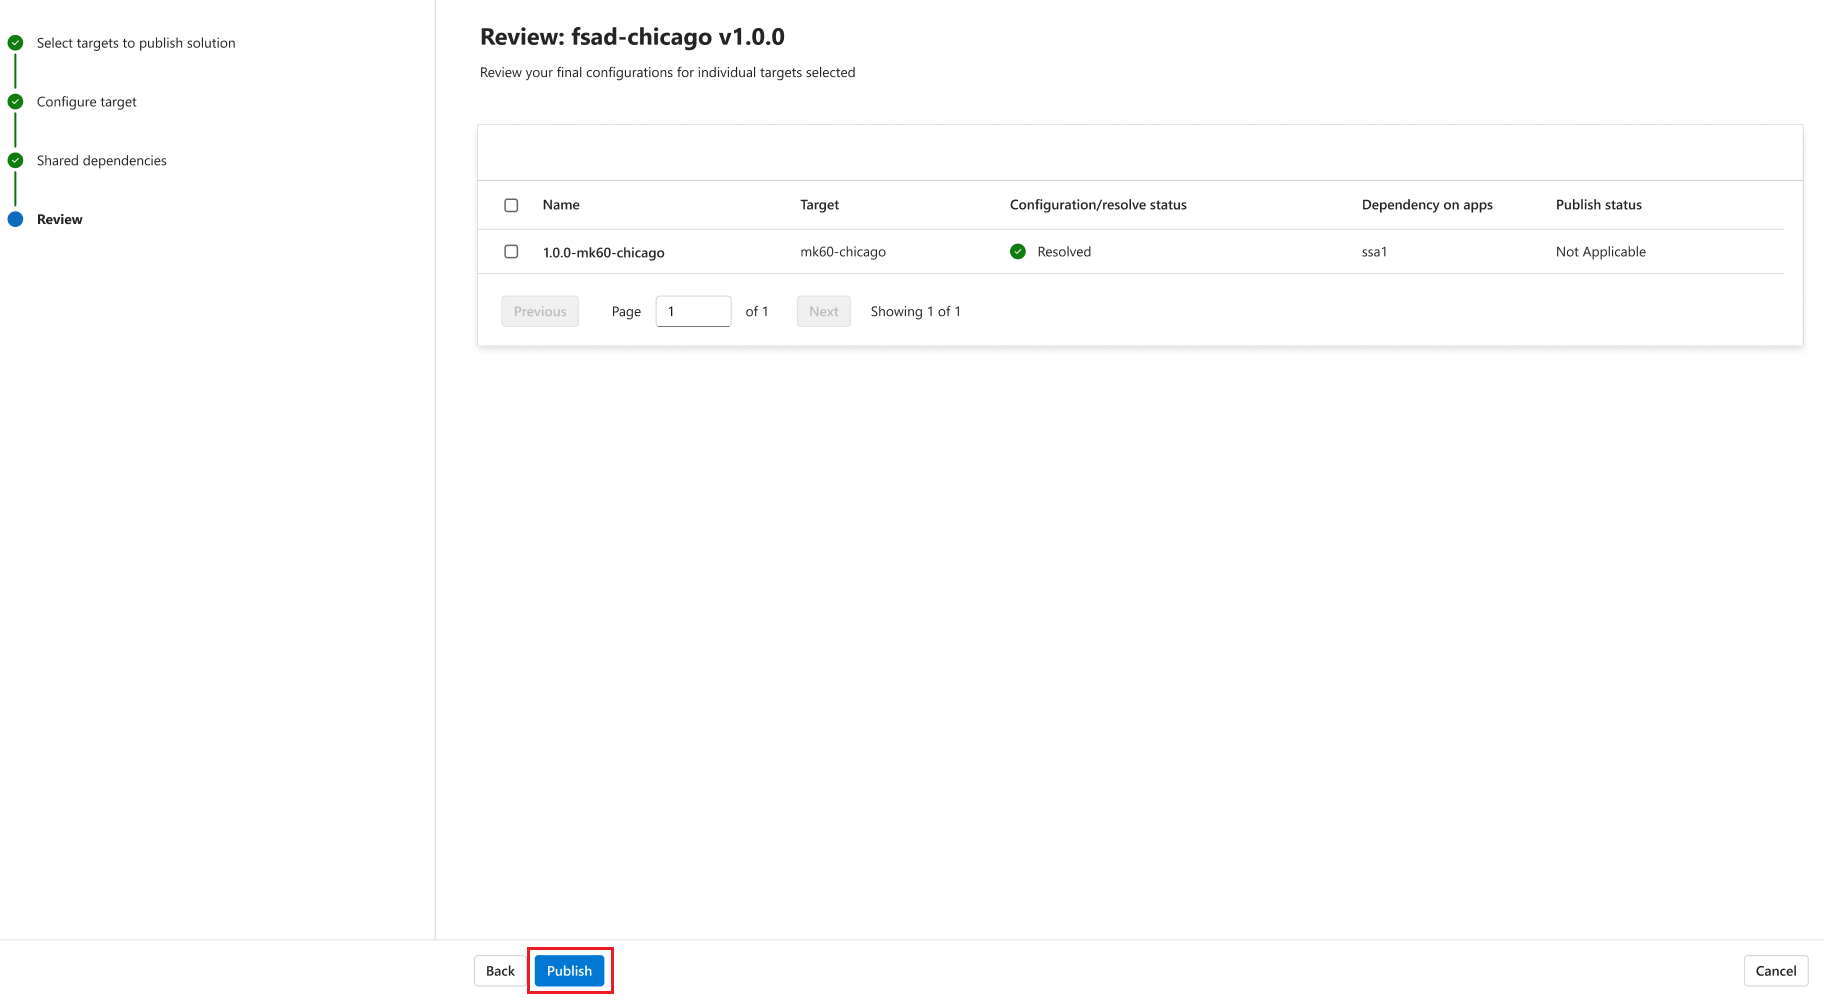 Select targets to publish solution
Configure target
Shared dependencies
Review
Review: fsad-chicago v1.0.0
Review your final configurations for individual targets selected
Name Target Configuration/resolve status Dependency on apps Publish status
1.0.0-mk60-chicago mk60-chicago Resolved ssa1 Not Applicable
Previous Page 1 of 1 Next Showing 1 of 1
Back Publish Cancel